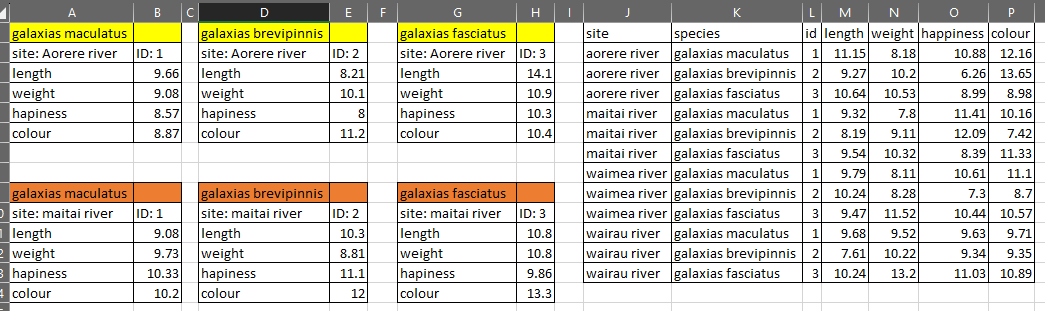 A B C D E F G H I J K L M N O P
galaxias maculatus galaxias brevipinnis galaxias fasciatus site species id length weight happiness colour
site: Aorere river ID: 1 site: Aorere river ID: 2 site: Aorere river ID: 3 aorere river galaxias maculatus 1 11.15 8.18 10.88 12.16
length 9.66 length 8.21 length 14.1 aorere river galaxias brevipinnis 2 9.27 10.2 6.26 13.65
weight 9.08 weight 10.1 weight 10.9 aorere river galaxias fasciatus 3 10.64 10.53 8.99 8.98
hapiness 8.57 hapiness 8 hapiness 10.3 maitai river galaxias maculatus 1 9.32 7.8 11.41 10.16
colour 8.87 colour 11.2 colour 10.4 maitai river galaxias brevipinnis 2 8.19 9.11 12.09 7.42
maitai river galaxias fasciatus 3 9.54 10.32 8.39 11.33
waimea river galaxias maculatus 1 9.79 8.11 10.61 11.1
galaxias maculatus galaxias brevipinnis galaxias fasciatus waimea river galaxias brevipinnis 2 10.24 8.28 7.3 8.7
site: maitai river ID: 1 site: maitai river ID: 2 site: maitai river ID: 3 waimea river galaxias fasciatus 3 9.47 11.52 10.44 10.57
length 9.08 length 10.3 length 10.8 wairau river galaxias maculatus 1 9.68 9.52 9.63 9.71
weight 9.73 weight 8.81 weight 10.8 wairau river galaxias brevipinnis 2 7.61 10.22 9.34 9.35
hapiness 10.33 hapiness 11.1 hapiness 9.86 wairau river galaxias fasciatus 3 10.24 13.2 11.03 10.89
colour 10.2 colour 12 colour 13.3